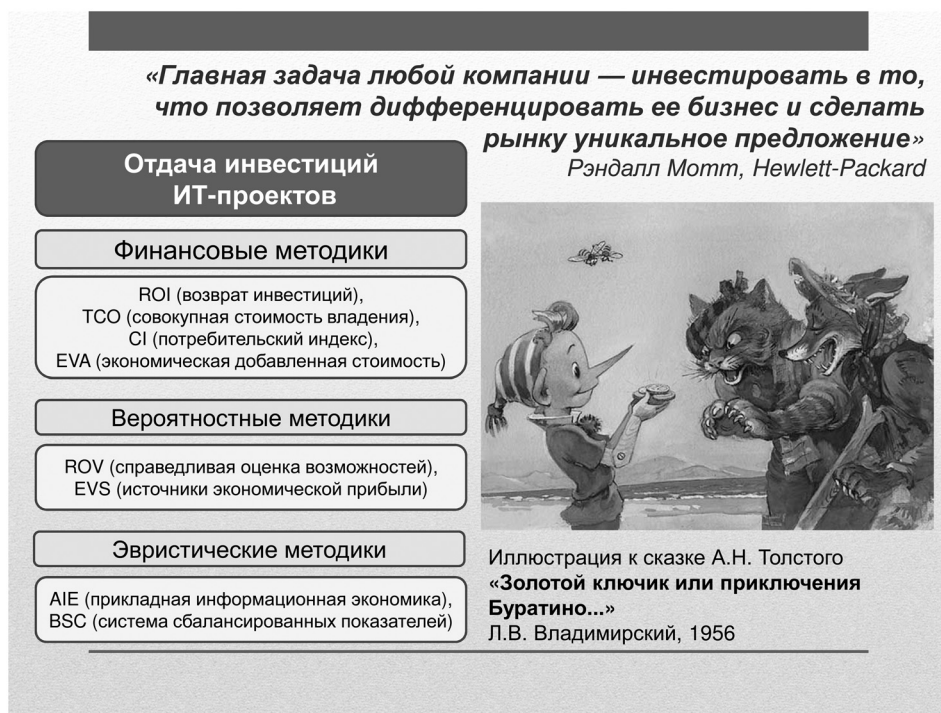 «Главная задача любой компании — инвестировать в то,
что позволяет дифференцировать ее бизнес и сделать
рынку уникальное предложение»
Рэндалл Мотт, Hewlett-Packard
Отдача инвестиций
ИТ-проектов
Финансовые методики
ROI (возврат инвестиций),
TCO (совокупная стоимость владения),
CI (потребительский индекс),
EVA (экономическая добавленная стоимость)
Вероятностные методики
ROV (справедливая оценка возможностей),
EVS (источники экономической прибыли)
Эвристические методики
AIE (прикладная информационная экономика),
BSC (система сбалансированных показателей)
Иллюстрация к сказке А.Н. Толстого
«Золотой ключик или приключения
Буратино...»
Л.В. Владимирский, 1956